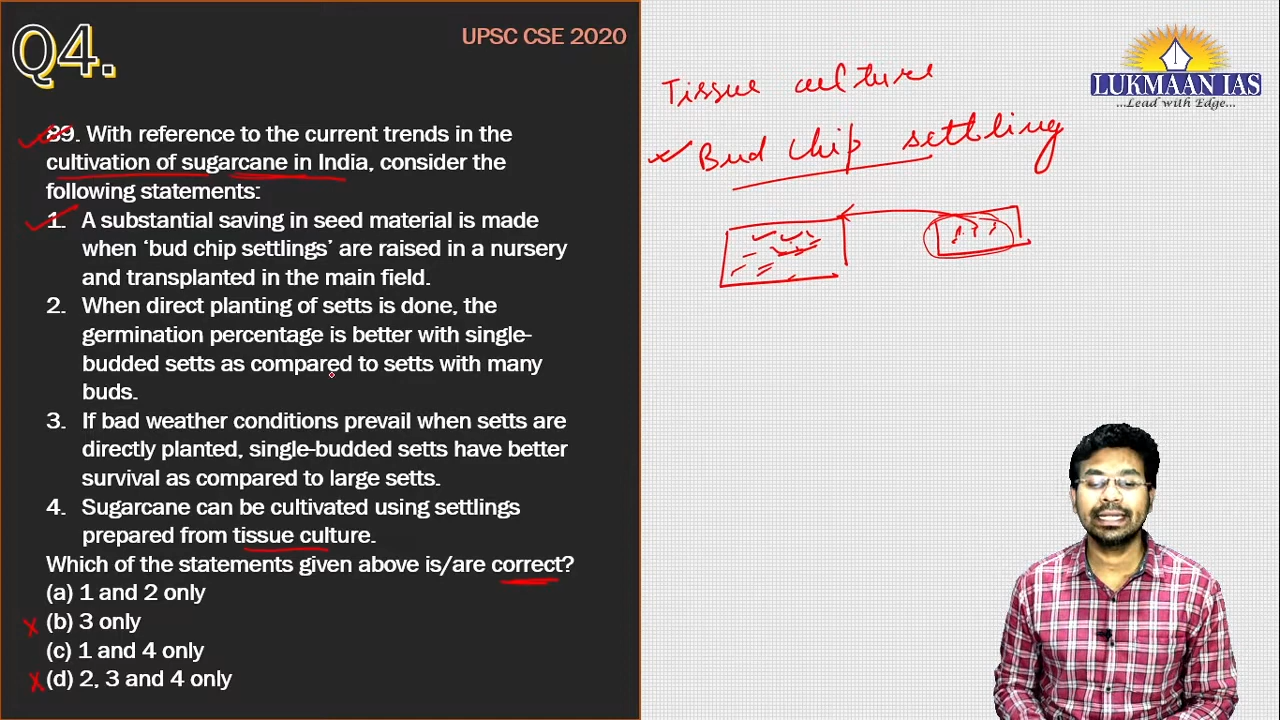 Q4.
UPSC CSE 2020
89. With reference to the current trends in the
cultivation of sugarcane in India, consider the
following statements:
1. A substantial saving in seed material is made
when ‘bud chip settlings’ are raised in a nursery
and transplanted in the main field.
2. When direct planting of setts is done, the
germination percentage is better with single-
budded setts as compared to setts with many
buds.
3. If bad weather conditions prevail when setts are
directly planted, single-budded setts have better
survival as compared to large setts.
4. Sugarcane can be cultivated using settlings
prepared from tissue culture.
Which of the statements given above is/are correct?
(a) 1 and 2 only
(b) 3 only
(c) 1 and 4 only
(d) 2, 3 and 4 only
Tissue culture
Bud chip settling
LUKMAAN IAS
...Lead with Edge...